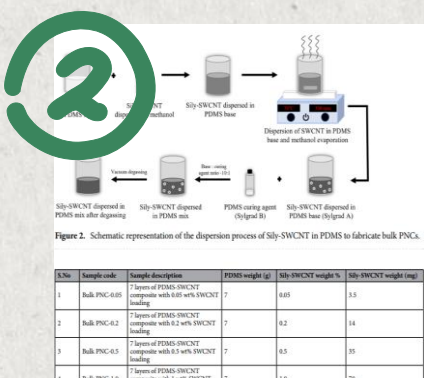 2
Sily-SWCNT dispersed in
PDMS base
Dispersion of SWCNT in PDMS
base and methanol evaporation
Vacuum degassing
Base : curing
agent ratio -10:1
Sily-SWCNT dispersed in
PDMS mix after degassing
Sily-SWCNT dispersed
in PDMS mix
PDMS curing agent
(Sylgrad B)
Sily-SWCNT dispersed in
PDMS base (Sylgrad A)
Figure 2. Schematic representation of the dispersion process of Sily-SWCNT in PDMS to fabricate bulk PNCs.
S.No Sample code Sample description PDMS weight (g) Sily-SWCNT weight % Sily-SWCNT weight (mg)
1 Bulk PNC-0.05 7 layers of PDMS-SWCNT composite with 0.05 wt% SWCNT loading 7 0.05 3.5
2 Bulk PNC-0.2 7 layers of PDMS-SWCNT composite with 0.2 wt% SWCNT loading 7 0.2 14
3 Bulk PNC-0.5 7 layers of PDMS-SWCNT composite with 0.5 wt% SWCNT loading 7 0.5 35
7 layers of PDMS-SWCNT